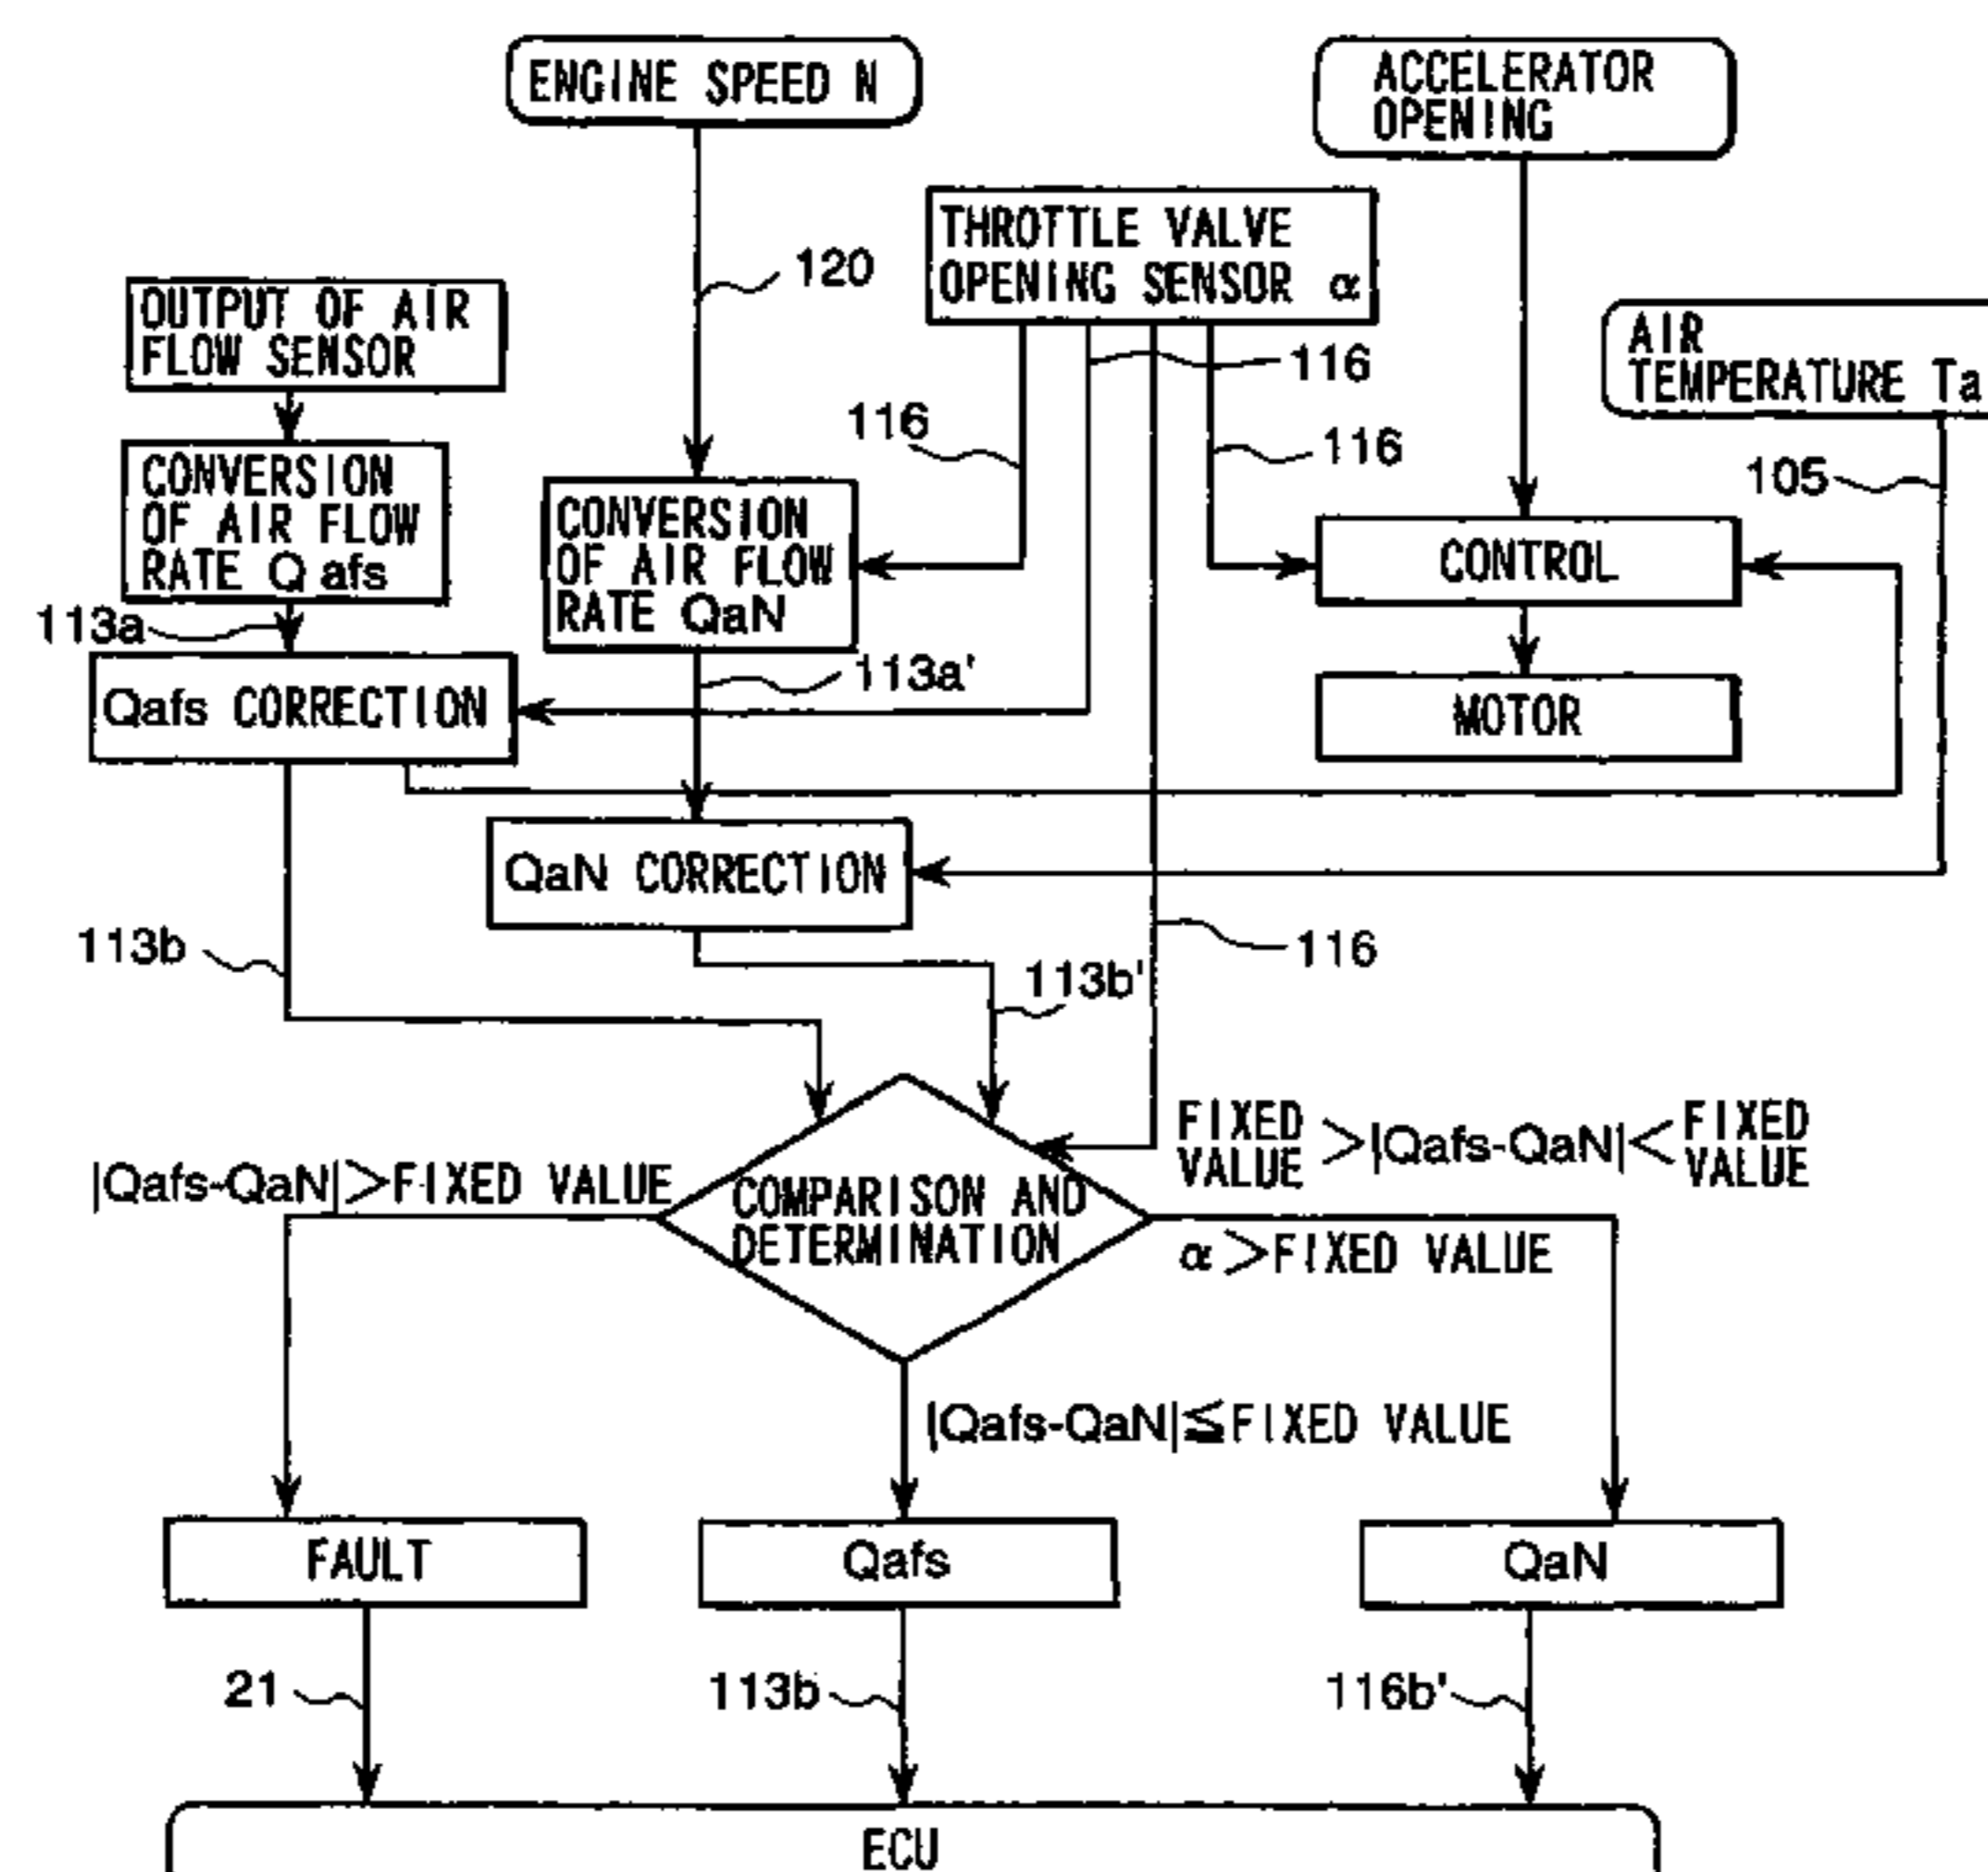 ENGINE SPEED N
ACCELERATOR
OPENING
THROTTLE VALVE
OPENING SENSOR α
120
OUTPUT OF AIR
FLOW SENSOR
AIR
TEMPERATURE Ta
116
116
116
105
CONVERSION
OF AIR FLOW
RATE Q afs
CONVERSION
OF AIR FLOW
RATE QaN
CONTROL
113a
113a'
Qafs CORRECTION
MOTOR
QaN CORRECTION
113b
116
113b'
|Qafs-QaN|>FIXED VALUE
FIXED
VALUE >|Qafs-QaN|< FIXED
VALUE
COMPARISON AND
DETERMINATION
α>FIXED VALUE
|Qafs-QaN|≦FIXED VALUE
FAULT
Qafs
QaN
21
113b
116b'
ECU